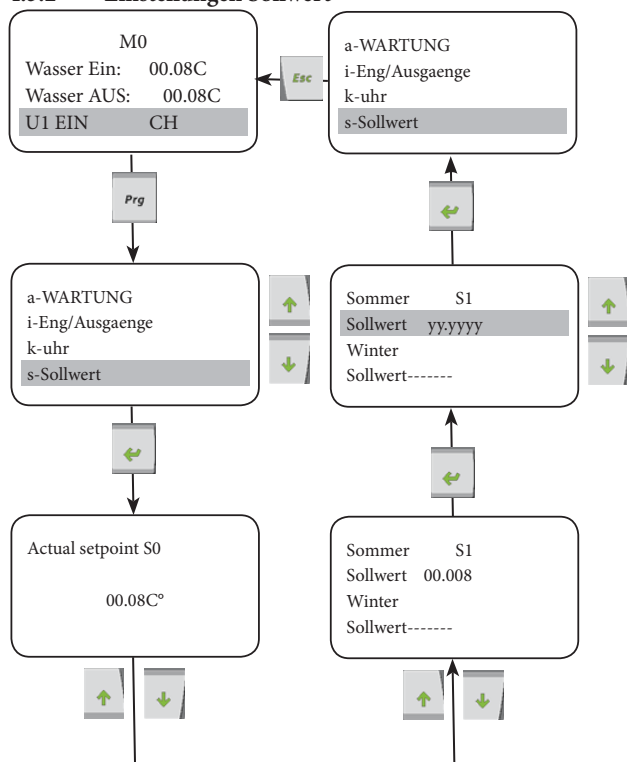 Einstellungen Sollwert
M0
Wasser Ein: 00.08C
Wasser AUS: 00.08C
U1 EIN CH
Esc
a-WARTUNG
i-Eng/Ausgaenge
k-uhr
s-Sollwert
Prg
a-WARTUNG
i-Eng/Ausgaenge
k-uhr
s-Sollwert
Sommer S1
Sollwert yy.yyyy
Winter
Sollwert-------
Actual setpoint S0
00.08C°
Sommer S1
Sollwert 00.008
Winter
Sollwert-------